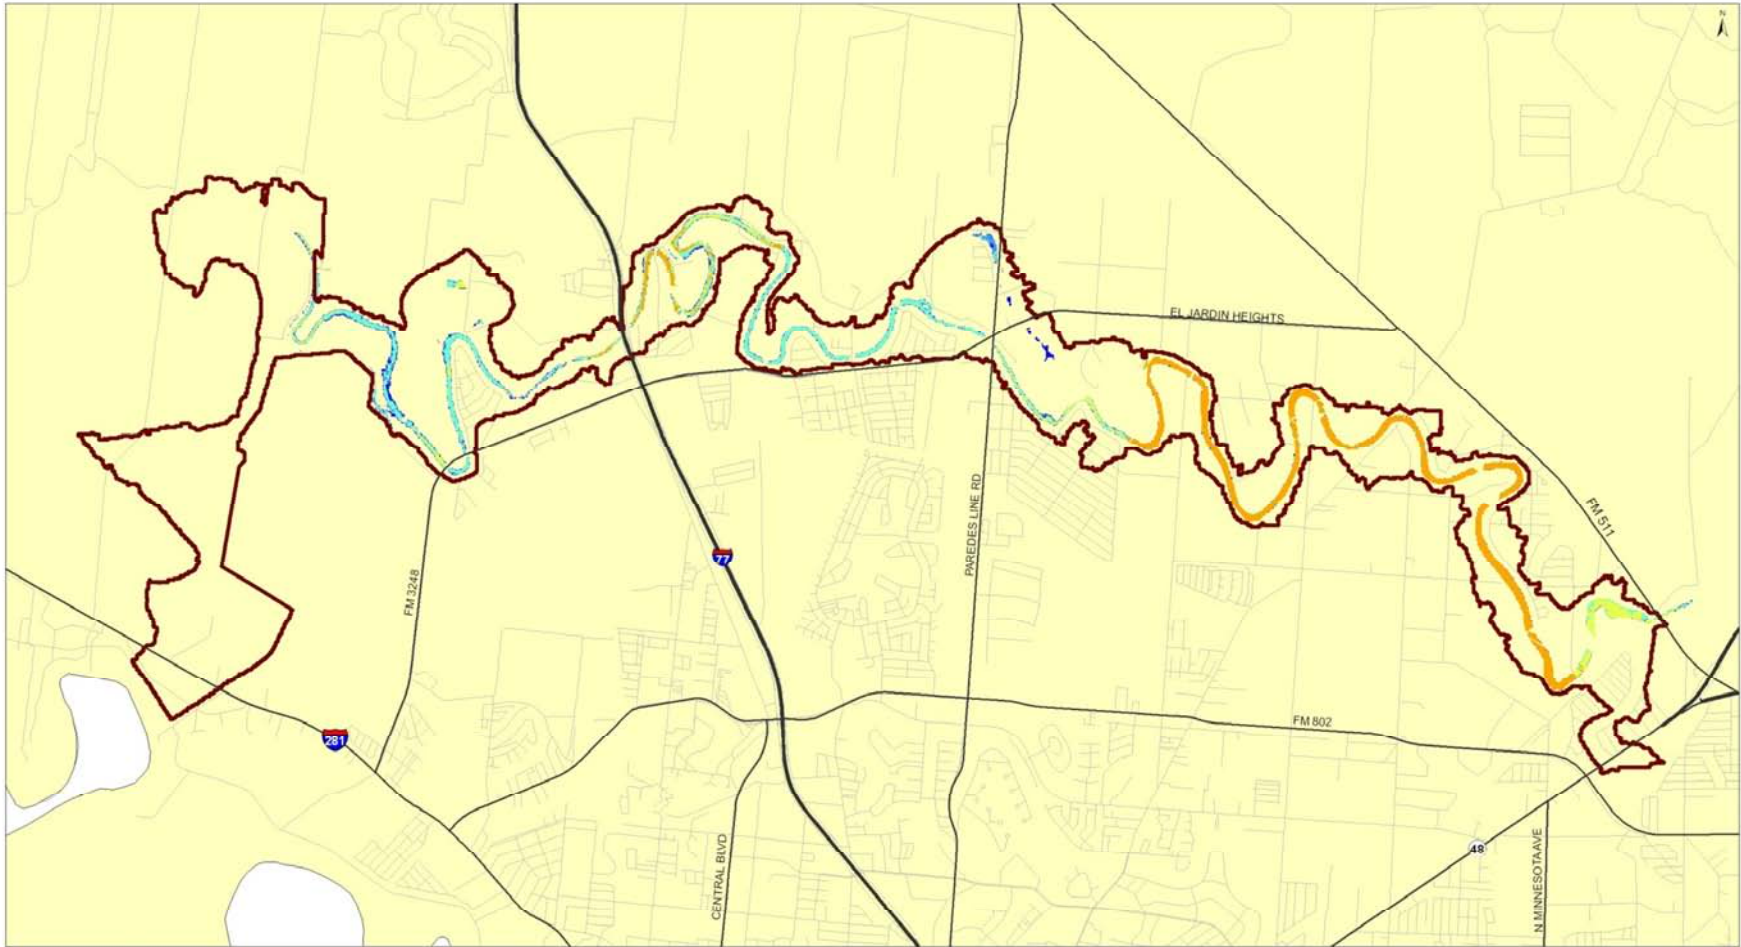 N
EL JARDIN HEIGHTS
FM 511
PAREDES LINE RD
77
FM 3248
FM 802
281
48
CENTRAL BLVD
N MINNESOTA AVE